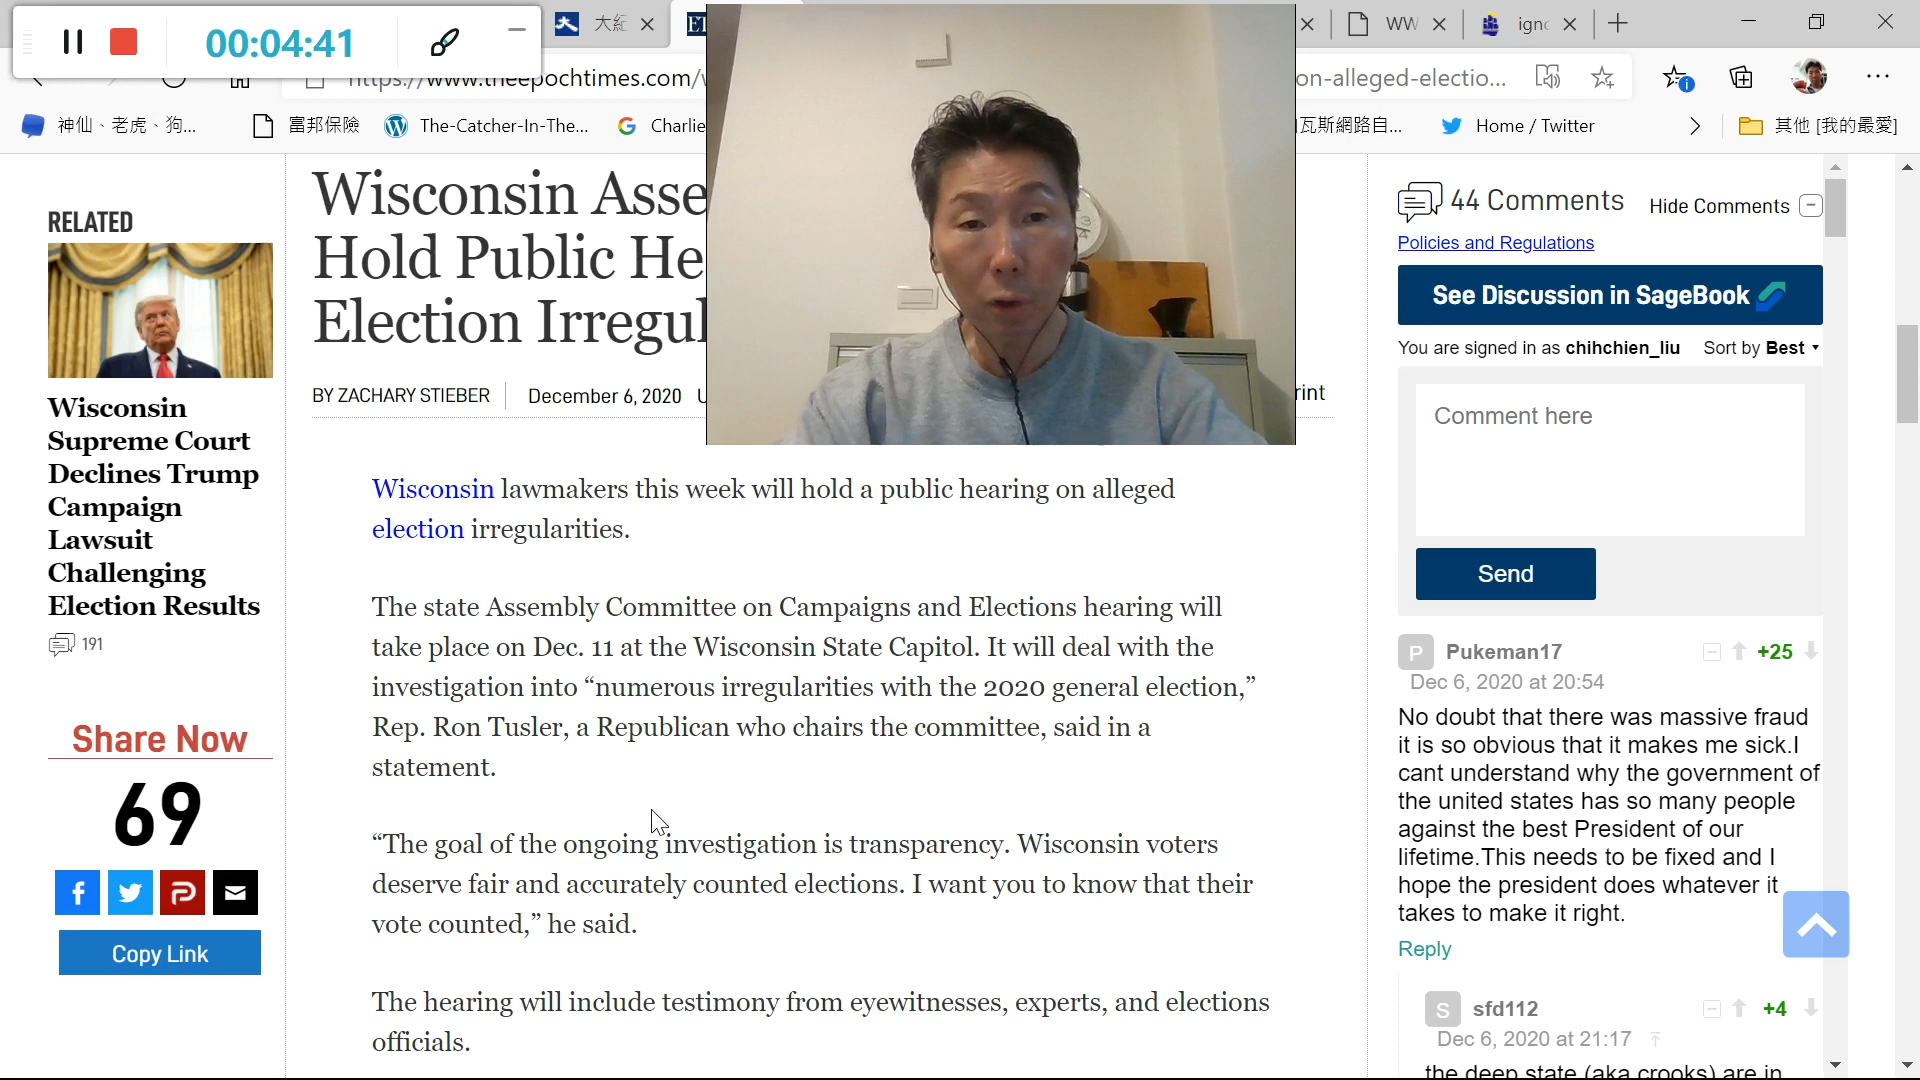 00:04:41
大紀
ET
WW
igno
https://www.theepochtimes.com/
on-alleged-electio...
神仙、老虎、狗...
富邦保險
The-Catcher-In-The...
Charlie
瓦斯網路自...
Home / Twitter
其他 [我的最愛]
RELATED
Wisconsin
Supreme Court
Declines Trump
Campaign
Lawsuit
Challenging
Election Results
191
Share Now
69
Copy Link
Wisconsin Asse
Hold Public He
Election Irregul
BY ZACHARY STIEBER
December 6, 2020 U
rint
Wisconsin lawmakers this week will hold a public hearing on alleged
election irregularities.
The state Assembly Committee on Campaigns and Elections hearing will
take place on Dec. 11 at the Wisconsin State Capitol. It will deal with the
investigation into “numerous irregularities with the 2020 general election,”
Rep. Ron Tusler, a Republican who chairs the committee, said in a
statement.
“The goal of the ongoing investigation is transparency. Wisconsin voters
deserve fair and accurately counted elections. I want you to know that their
vote counted,” he said.
The hearing will include testimony from eyewitnesses, experts, and elections
officials.
44 Comments
Hide Comments
Policies and Regulations
See Discussion in SageBook
You are signed in as chihchien_liu
Sort by Best
Comment here
Send
P
Pukeman17
+25
Dec 6, 2020 at 20:54
No doubt that there was massive fraud
it is so obvious that it makes me sick.I
cant understand why the government of
the united states has so many people
against the best President of our
lifetime.This needs to be fixed and I
hope the president does whatever it
takes to make it right.
Reply
S
sfd112
+4
Dec 6, 2020 at 21:17
the deep state (aka crooks) are in